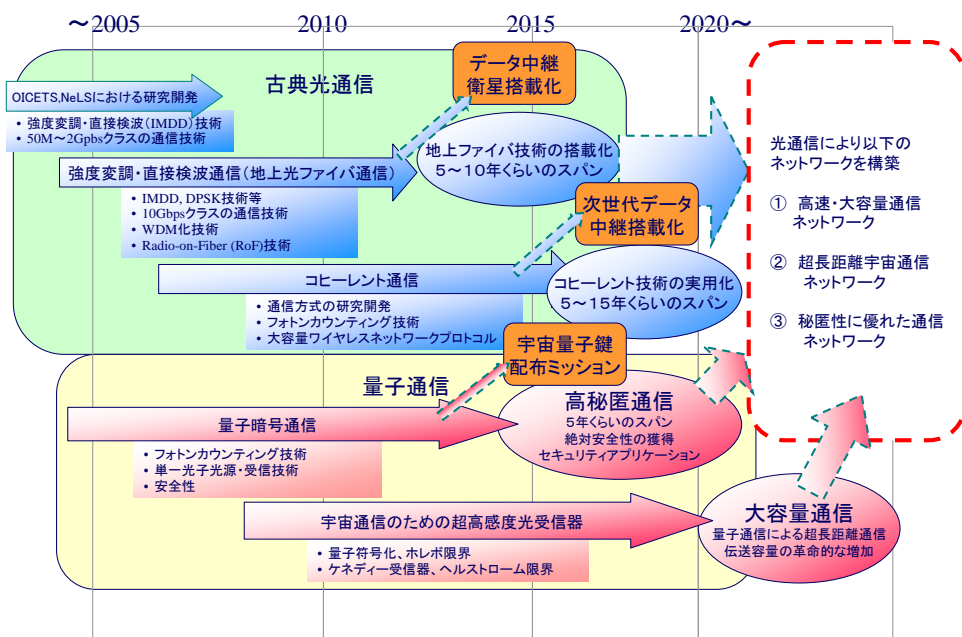 ～2005
2010
2015
2020～
古典光通信
データ中継
衛星搭載化
OICETS,NeLSにおける研究開発
• 強度変調・直接検波（IMDD）技術
• 50M～2Gpbsクラスの通信技術
地上ファイバ技術の搭載化
5～10年くらいのスパン
強度変調・直接検波通信（地上光ファイバ通信）
• IMDD, DPSK技術等
• 10Gbpsクラスの通信技術
• WDM化技術
• Radio-on-Fiber (RoF)技術
次世代データ
中継搭載化
コヒーレント通信
• 通信方式の研究開発
• フォトンカウンティング技術
• 大容量ワイヤレスネットワークプロトコル
コヒーレント技術の実用化
5～15年くらいのスパン
光通信により以下の
ネットワークを構築
① 高速・大容量通信
ネットワーク
② 超長距離宇宙通信
ネットワーク
③ 秘匿性に優れた通信
ネットワーク
量子通信
宇宙量子鍵
配布ミッション
量子暗号通信
• フォトンカウンティング技術
• 単一光子光源・受信技術
• 安全性
高秘匿通信
5年くらいのスパン
絶対安全性の獲得
セキュリティアプリケーション
宇宙通信のための超高感度光受信器
• 量子符号化、ホレボ限界
• ケネディー受信器、ヘルストローム限界
大容量通信
量子通信による超長距離通信
伝送容量の革命的な増加